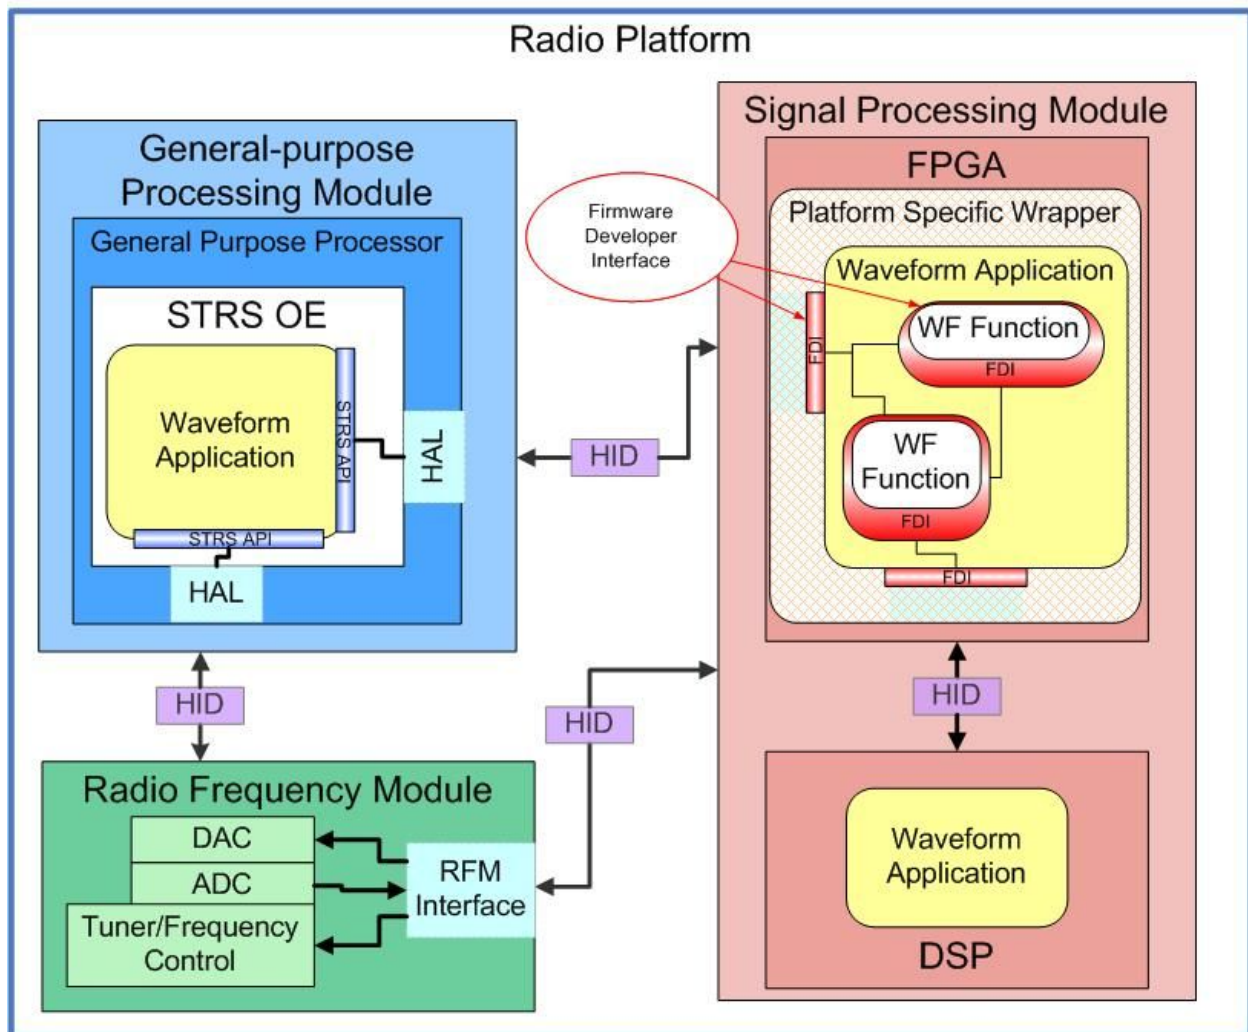 Radio Platform
General-purpose
Processing Module
General Purpose Processor
STRS OE
Waveform
Application
STRS API
STRS API
HAL
HAL
HID
HID
HID
Radio Frequency Module
DAC
ADC
Tuner/Frequency
Control
RFM
Interface
Firmware
Developer
Interface
Signal Processing Module
FPGA
Platform Specific Wrapper
Waveform Application
WF Function
FDI
FDI
WF
Function
FDI
FDI
HID
Waveform
Application
DSP